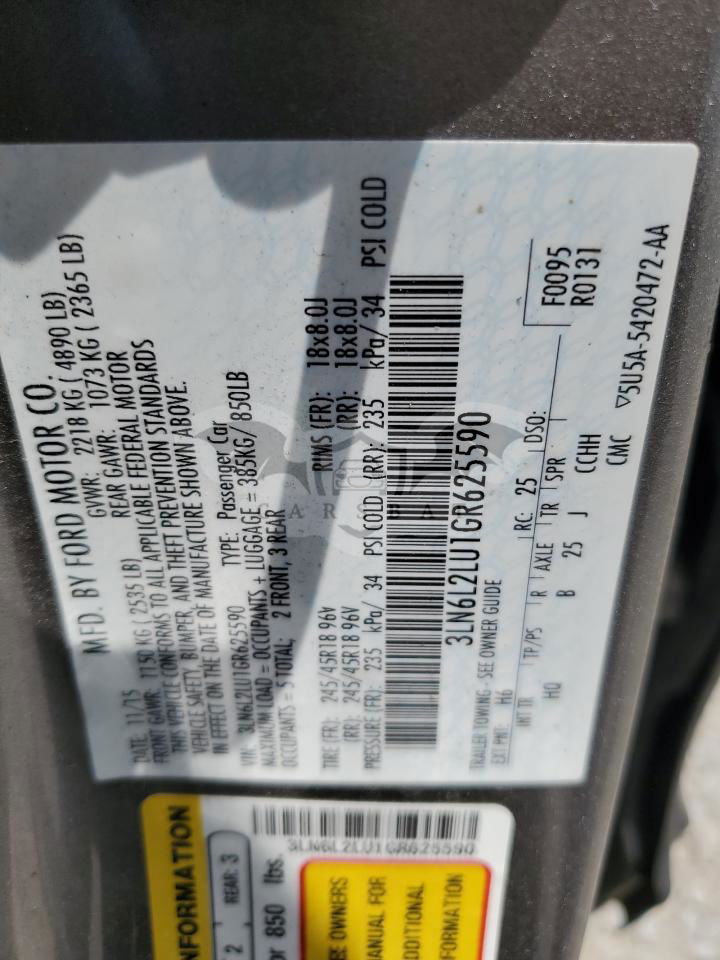 MFD. BY FORD MOTOR CO.
DATE: 11/15 GVWR: 2218 KG ( 4890 LB)
FRONT GAWR: 1150 KG ( 2535 LB) REAR GAWR: 1073 KG ( 2365 LB)
THIS VEHICLE CONFORMS TO ALL APPLICABLE FEDERAL MOTOR
VEHICLE SAFETY, BUMPER, AND THEFT PREVENTION STANDARDS
IN EFFECT ON THE DATE OF MANUFACTURE SHOWN ABOVE.
VIN: 3LN6L2LU1GR625590 TYPE: Passenger Car
MAXIMUM LOAD = OCCUPANTS + LUGGAGE = 385KG/ 850LB
OCCUPANTS = 5 TOTAL: 2 FRONT, 3 REAR
TIRE (FR): 245/45R18 96V RIMS (FR): 18x8.0J
(RR): 245/45R18 96V (RR): 18x8.0J
PRESSURE (FR): 235 kPa/ 34 PSI COLD (RR): 235 kPa/ 34 PSI COLD
3LN6L2LU1GR625590
TRAILER TOWING - SEE OWNER GUIDE
EXT PNT: H6 RC: 25 DSO: F0095
R0131
INT TR TP/PS R AXLE TR SPR
HQ B 25 J CCHH
CMC ▽5U5A-5420472-AA
3LN6L2LU1GR625590
NFORMATION
2 REAR: 3
or 850 lbs.
EE OWNERS
MANUAL FOR
ADDITIONAL
FORMATION